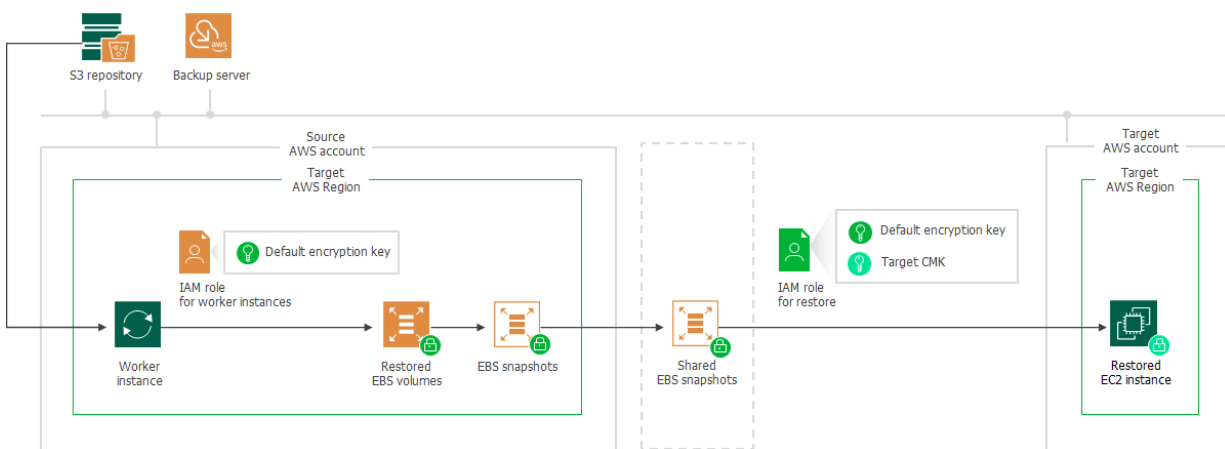 aws
S3 repository
Backup server
Source
AWS account
Target
AWS account
Target
AWS Region
Target
AWS Region
Default encryption key
Default encryption key
Target CMK
IAM role
for worker instances
IAM role
for restore
Worker
instance
Restored
EBS volumes
EBS snapshots
Shared
EBS snapshots
Restored
EC2 instance